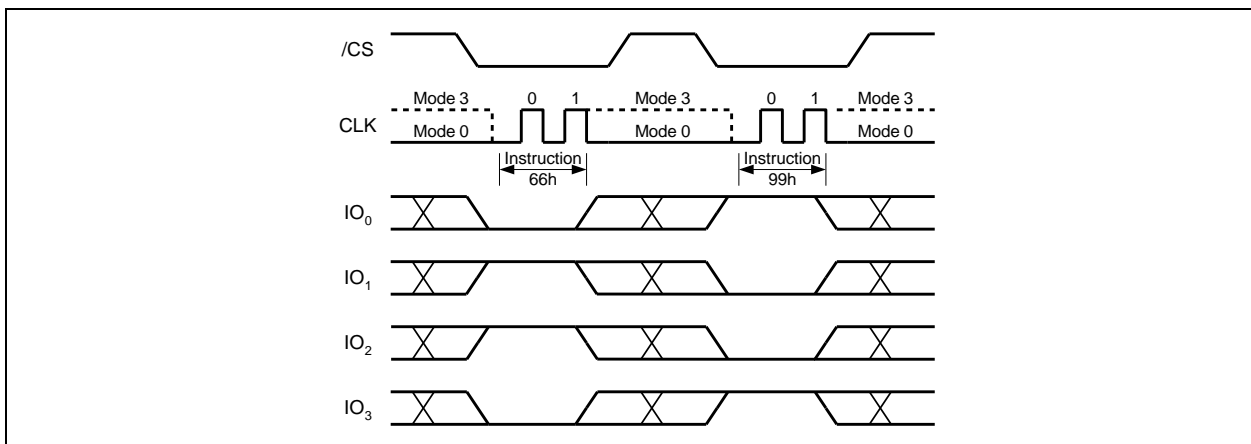 /CS
Mode 3 0 1 Mode 3 0 1 Mode 3
CLK
Mode 0 Mode 0 Mode 0
Instruction Instruction
66h 99h
IO₀
IO₁
IO₂
IO₃